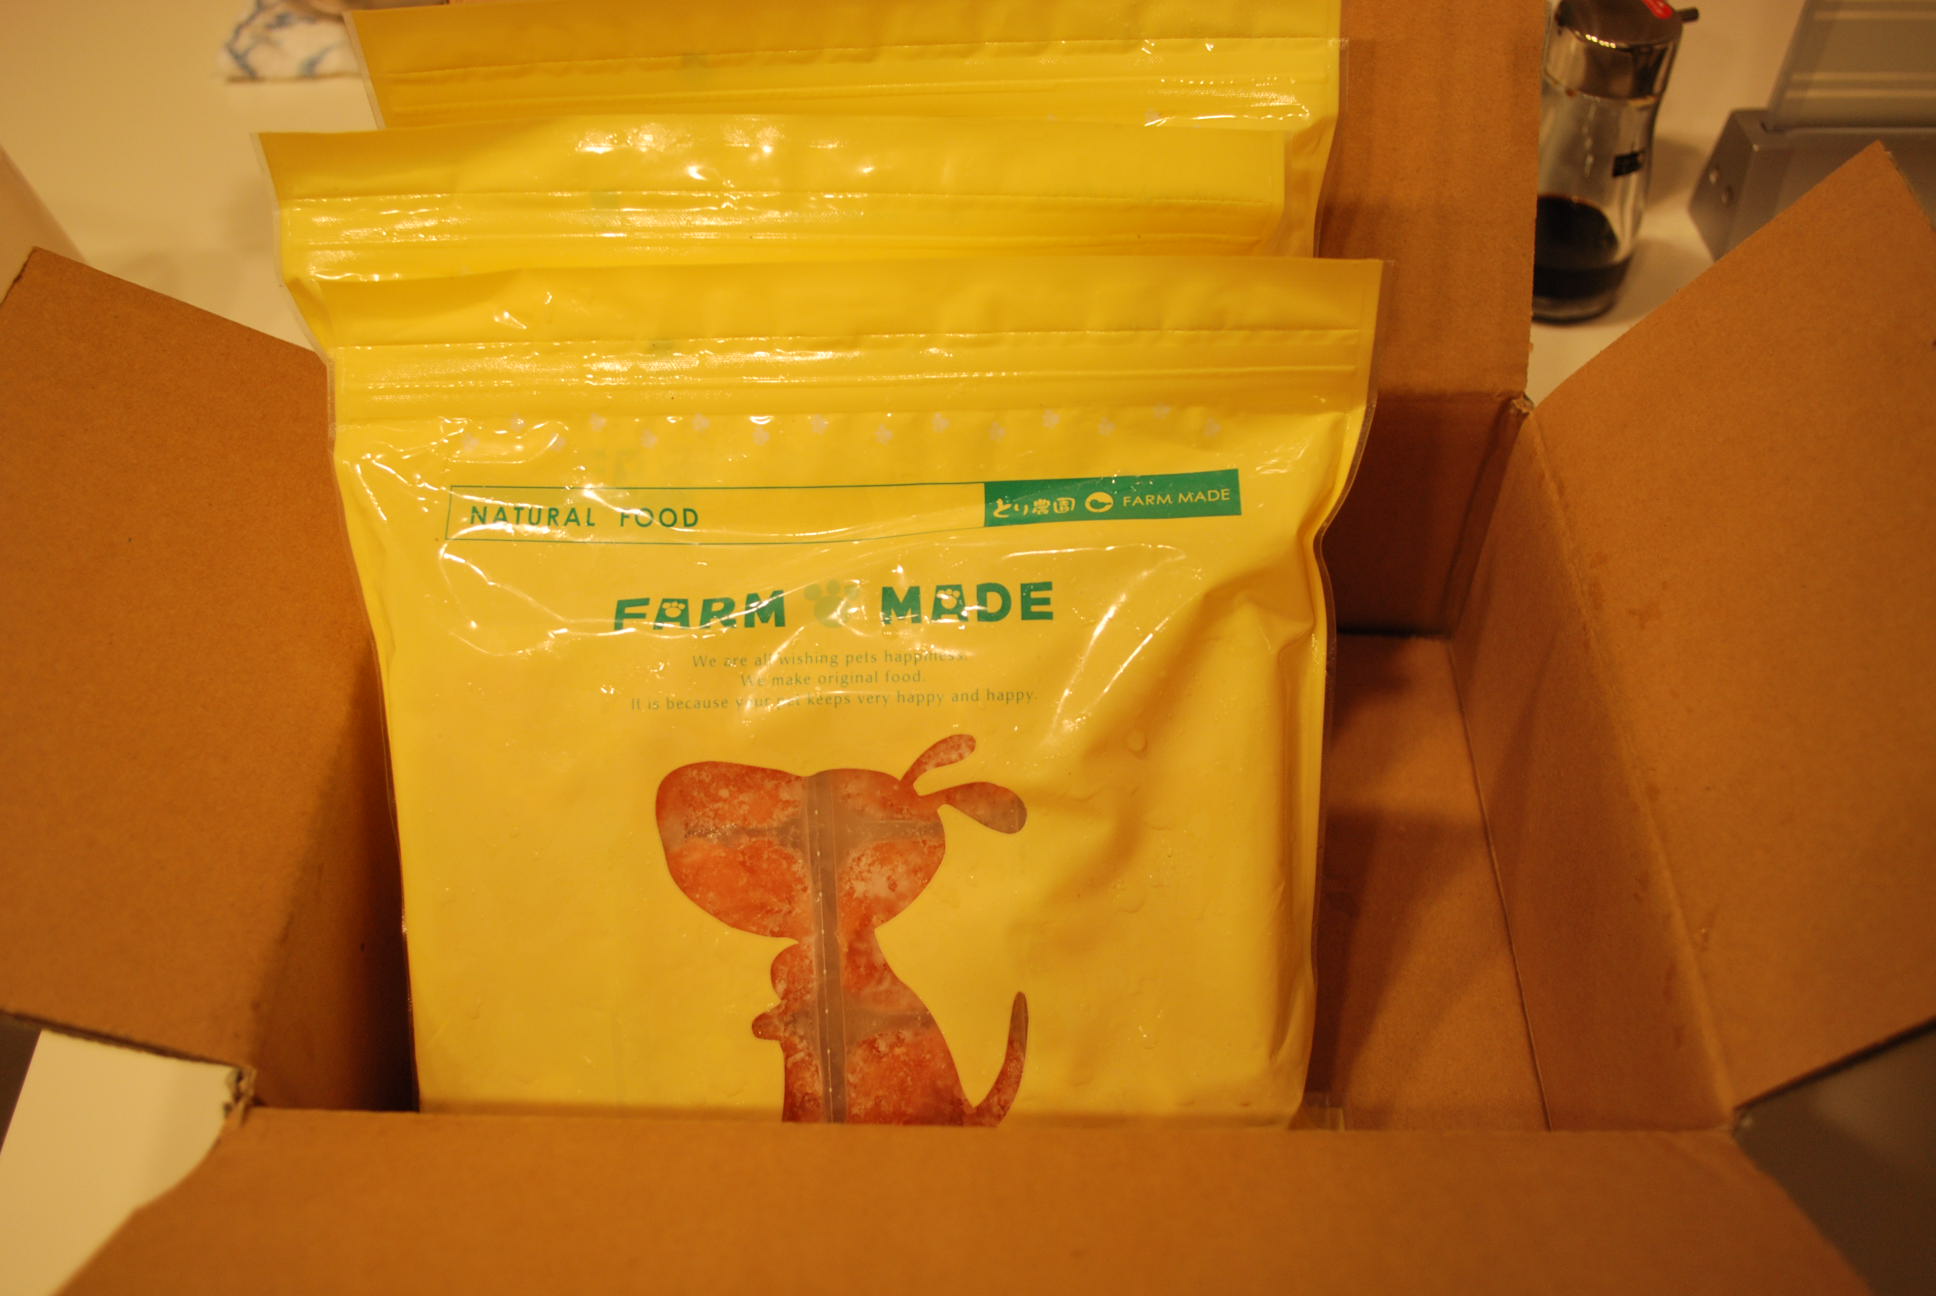 NATURAL FOOD
とり農園 FARM MADE
FARM MADE
We are all wishing pets happiness.
We make original food.
It is because your pet keeps very happy and happy.